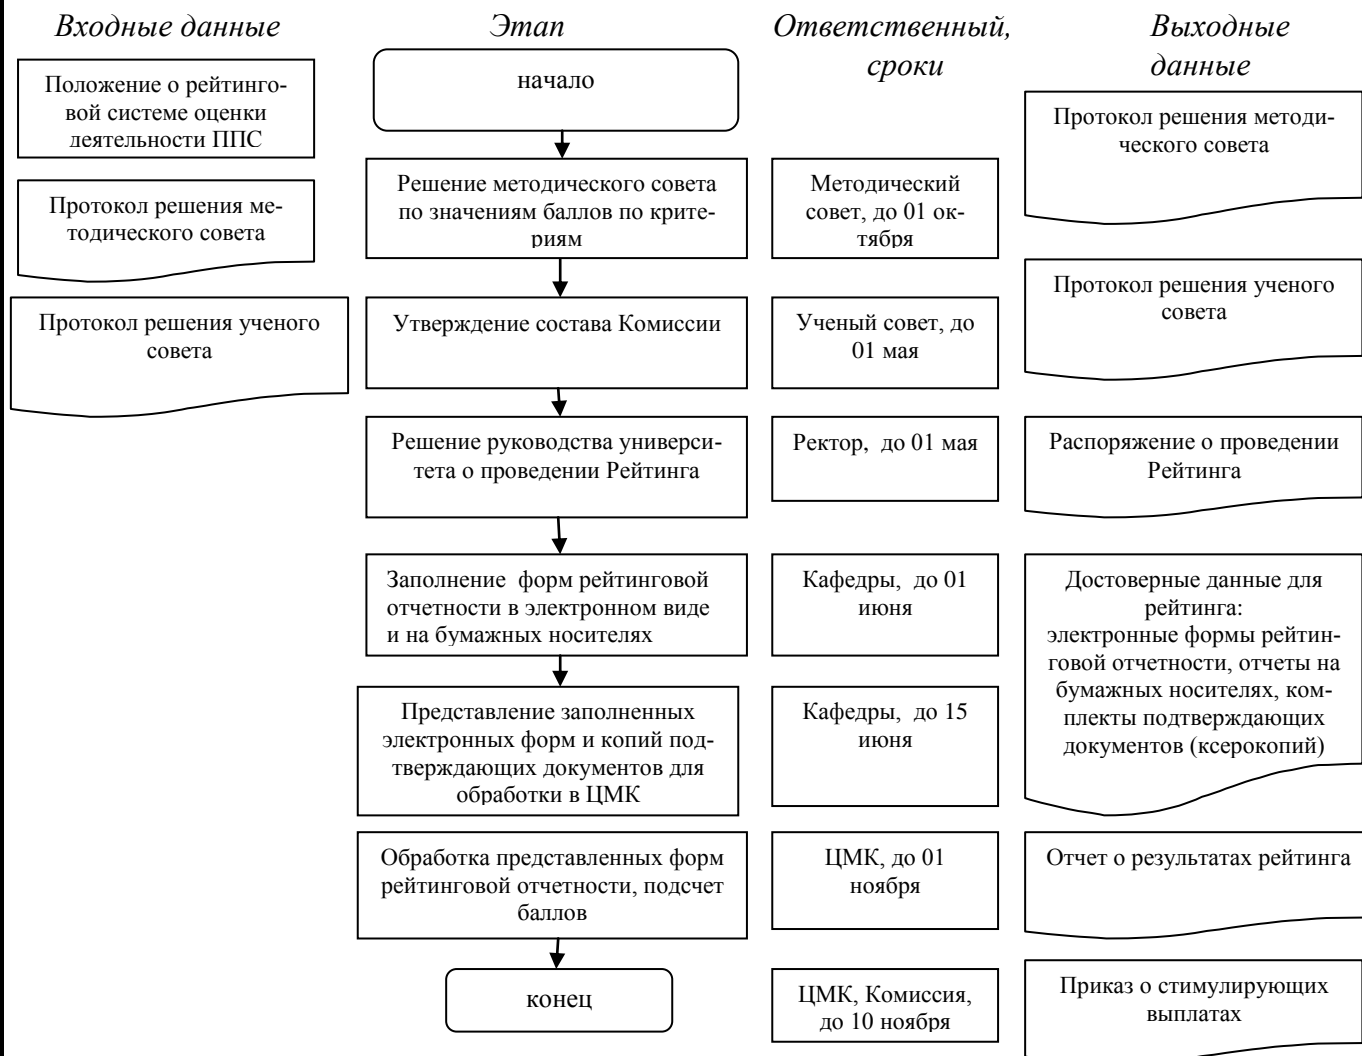 Входные данные
Этап
Ответственный,
сроки
Выходные
данные
Положение о рейтинго-
вой системе оценки
деятельности ППС
Протокол решения ме-
тодического совета
Протокол решения ученого
совета
начало
Решение методического совета
по значениям баллов по крите-
риям
Методический
совет, до 01 ок-
тября
Протокол решения методи-
ческого совета
Утверждение состава Комиссии
Ученый совет, до
01 мая
Протокол решения ученого
совета
Решение руководства универси-
тета о проведении Рейтинга
Ректор,  до 01 мая
Распоряжение о проведении
Рейтинга
Заполнение  форм рейтинговой
отчетности в электронном виде
и на бумажных носителях
Кафедры,  до 01
июня
Достоверные данные для
рейтинга:
электронные формы рейтин-
говой отчетности, отчеты на
бумажных носителях, ком-
плекты подтверждающих
документов (ксерокопий)
Представление заполненных
электронных форм и копий под-
тверждающих документов для
обработки в ЦМК
Кафедры,  до 15
июня
Обработка представленных форм
рейтинговой отчетности, подсчет
баллов
ЦМК, до 01
ноября
Отчет о результатах рейтинга
конец
ЦМК, Комиссия,
до 10 ноября
Приказ о стимулирующих
выплатах